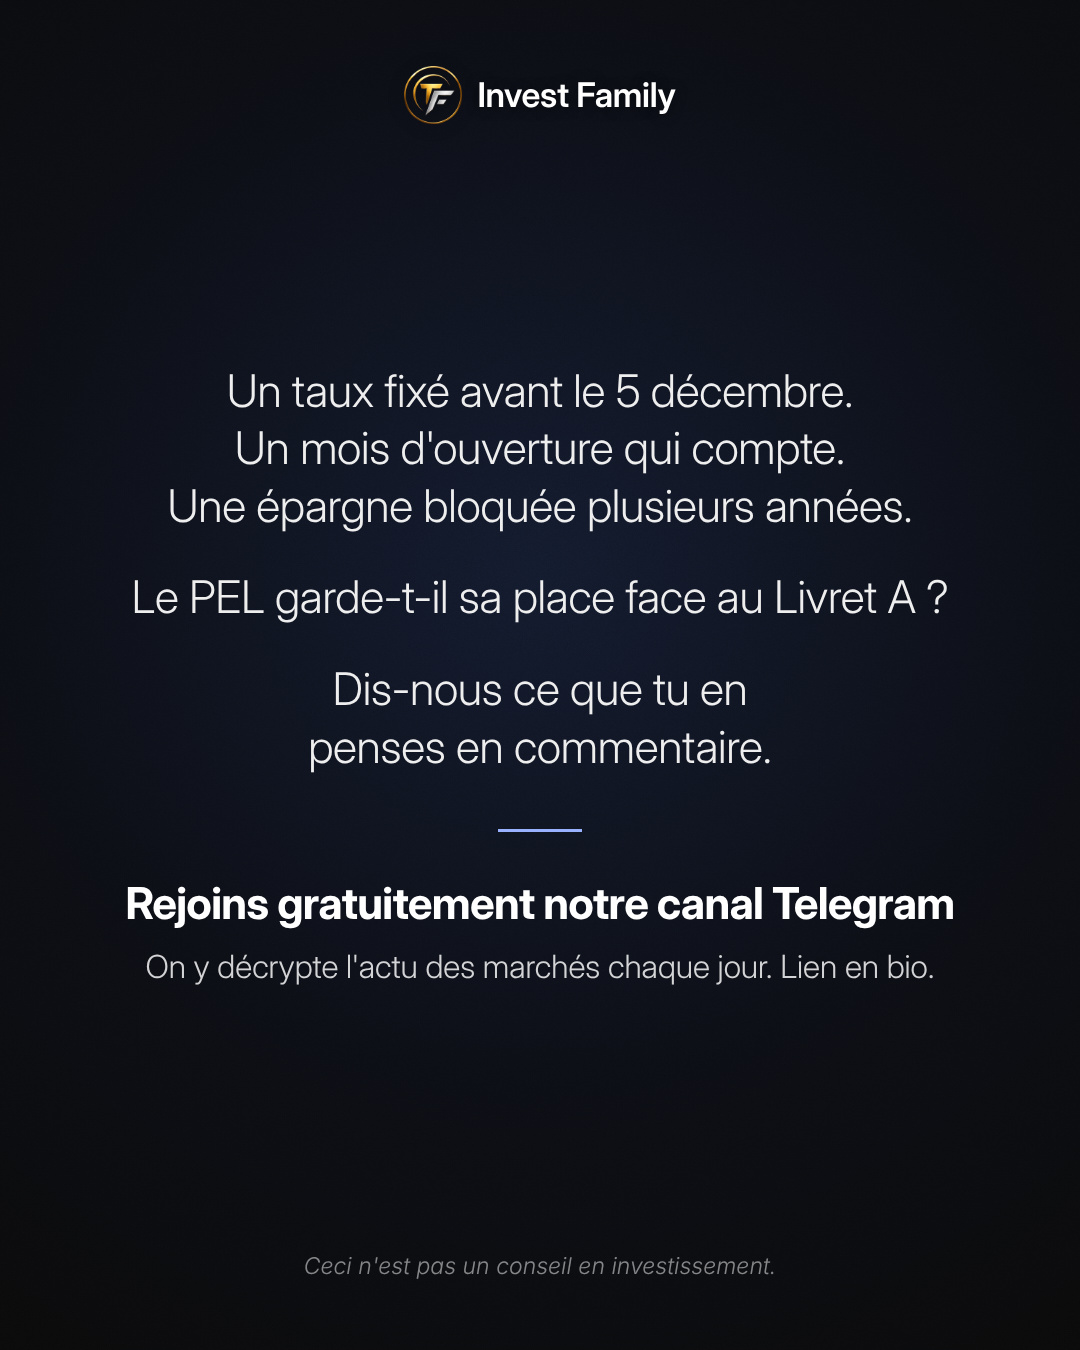 TF Invest Family
Un taux fixé avant le 5 décembre.
Un mois d'ouverture qui compte.
Une épargne bloquée plusieurs années.
Le PEL garde-t-il sa place face au Livret A ?
Dis-nous ce que tu en
penses en commentaire.
Rejoins gratuitement notre canal Telegram
On y décrypte l'actu des marchés chaque jour. Lien en bio.
Ceci n'est pas un conseil en investissement.